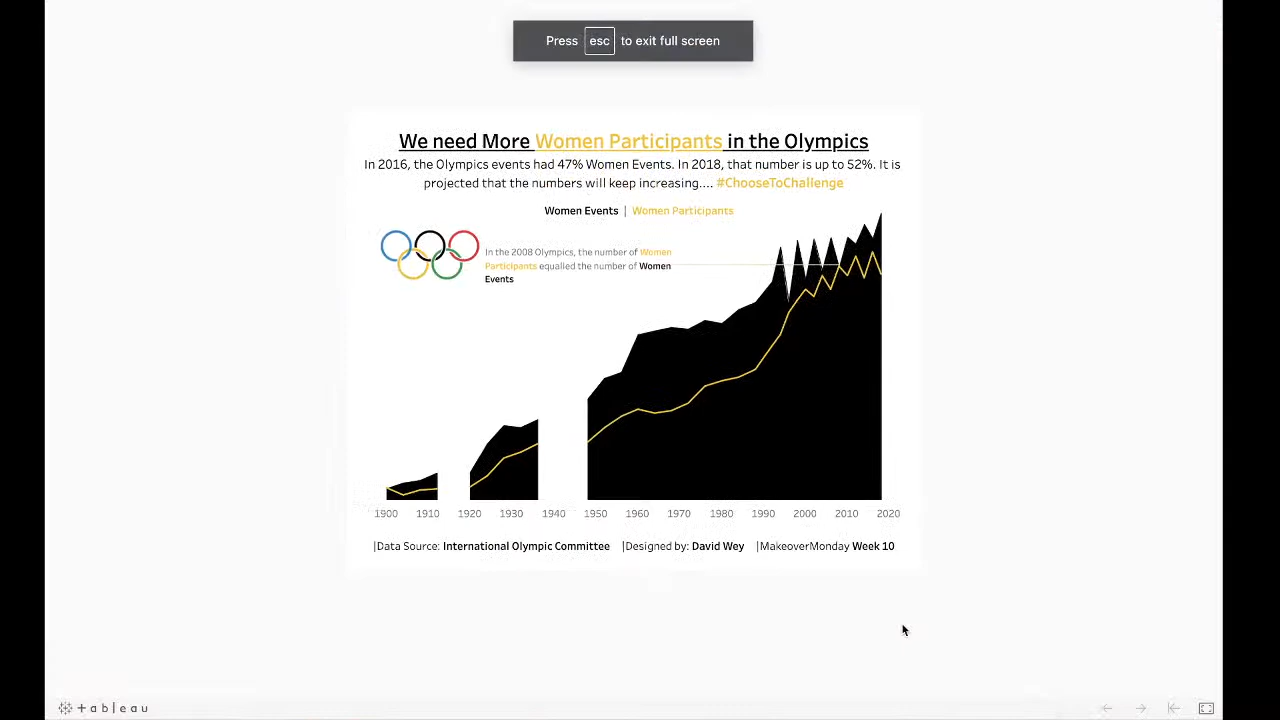 Press esc to exit full screen
We need More Women Participants in the Olympics
In 2016, the Olympics events had 47% Women Events. In 2018, that number is up to 52%. It is
projected that the numbers will keep increasing.... #ChooseToChallenge
Women Events | Women Participants
In the 2008 Olympics, the number of Women
Participants equalled the number of Women
Events
1900 1910 1920 1930 1940 1950 1960 1970 1980 1990 2000 2010 2020
|Data Source: International Olympic Committee |Designed by: David Wey |MakeoverMonday Week 10
+ableau